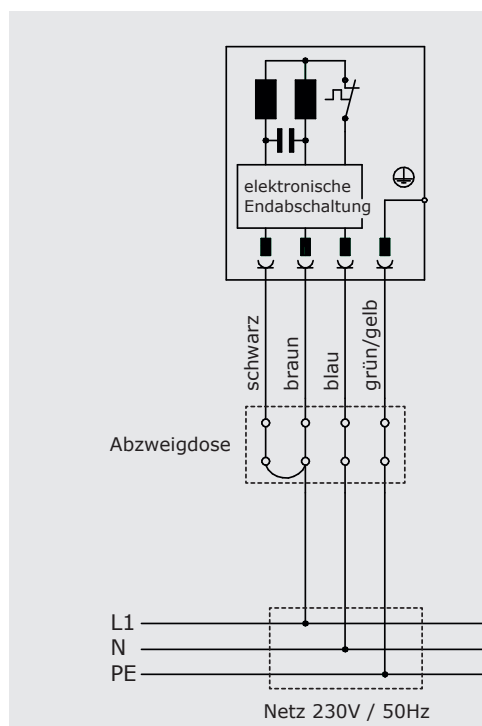 elektronische
Endabschaltung
schwarz
braun
blau
grün/gelb
Abzweigdose
L1
N
PE
Netz 230V / 50Hz